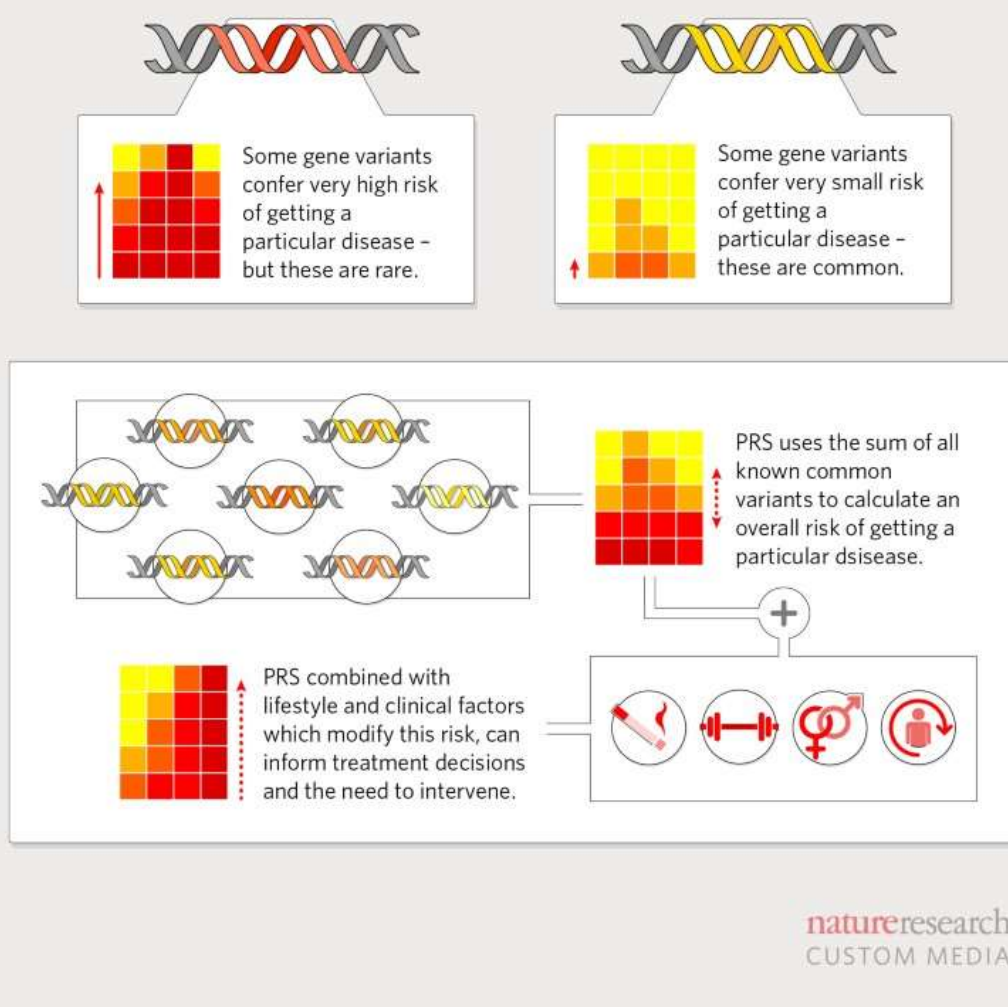 Some gene variants
confer very high risk
of getting a
particular disease –
but these are rare.
Some gene variants
confer very small risk
of getting a
particular disease –
these are common.
PRS uses the sum of all
known common
variants to calculate an
overall risk of getting a
particular dsisease.
+
PRS combined with
lifestyle and clinical factors
which modify this risk, can
inform treatment decisions
and the need to intervene.
natureresearch
CUSTOM MEDIA